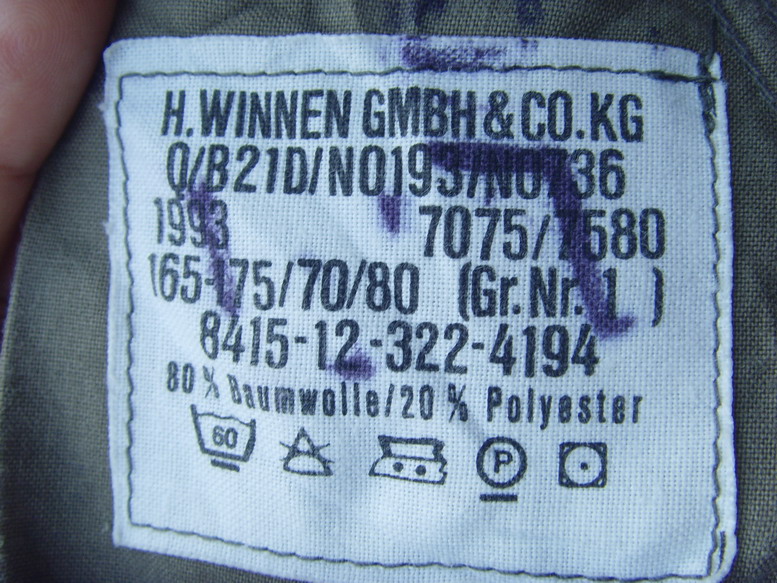 H. WINNEN GMBH & CO. KG
Q/B21D/N0193/N0736
1993 7075/7580
165-175/70/80 (Gr. Nr. 1 )
8415-12-322-4194
80 % Baumwolle/20 % Polyester
60 P